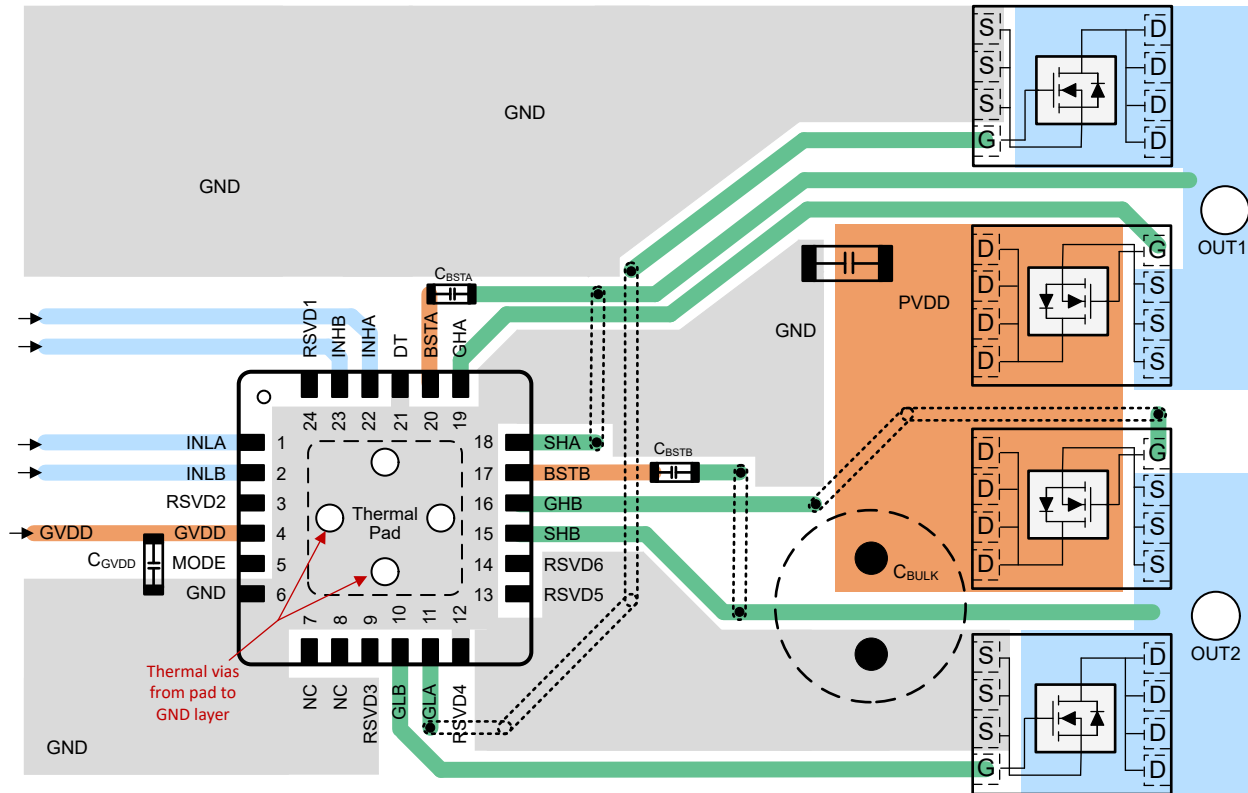 S
D
S
D
S
D
G
D
GND
GND
OUT1
D
G
D
S
D
S
D
S
PVDD
GND
CBSTA
RSVD1
INHB
INHA
DT
BSTA
GHA
24
23
22
21
20
19
INLA
1
INLB
2
RSVD2
3
GVDD
GVDD
4
MODE
5
GND
6
CGVDD
Thermal
Pad
18
SHA
17
BSTB
16
GHB
15
SHB
14
RSVD6
13
RSVD5
CBSTB
D
G
D
S
D
S
D
S
CBULK
OUT2
7
8
9
10
11
12
NC
NC
RSVD3
GLB
GLA
RSVD4
Thermal vias
from pad to
GND layer
GND
S
D
S
D
S
D
G
D